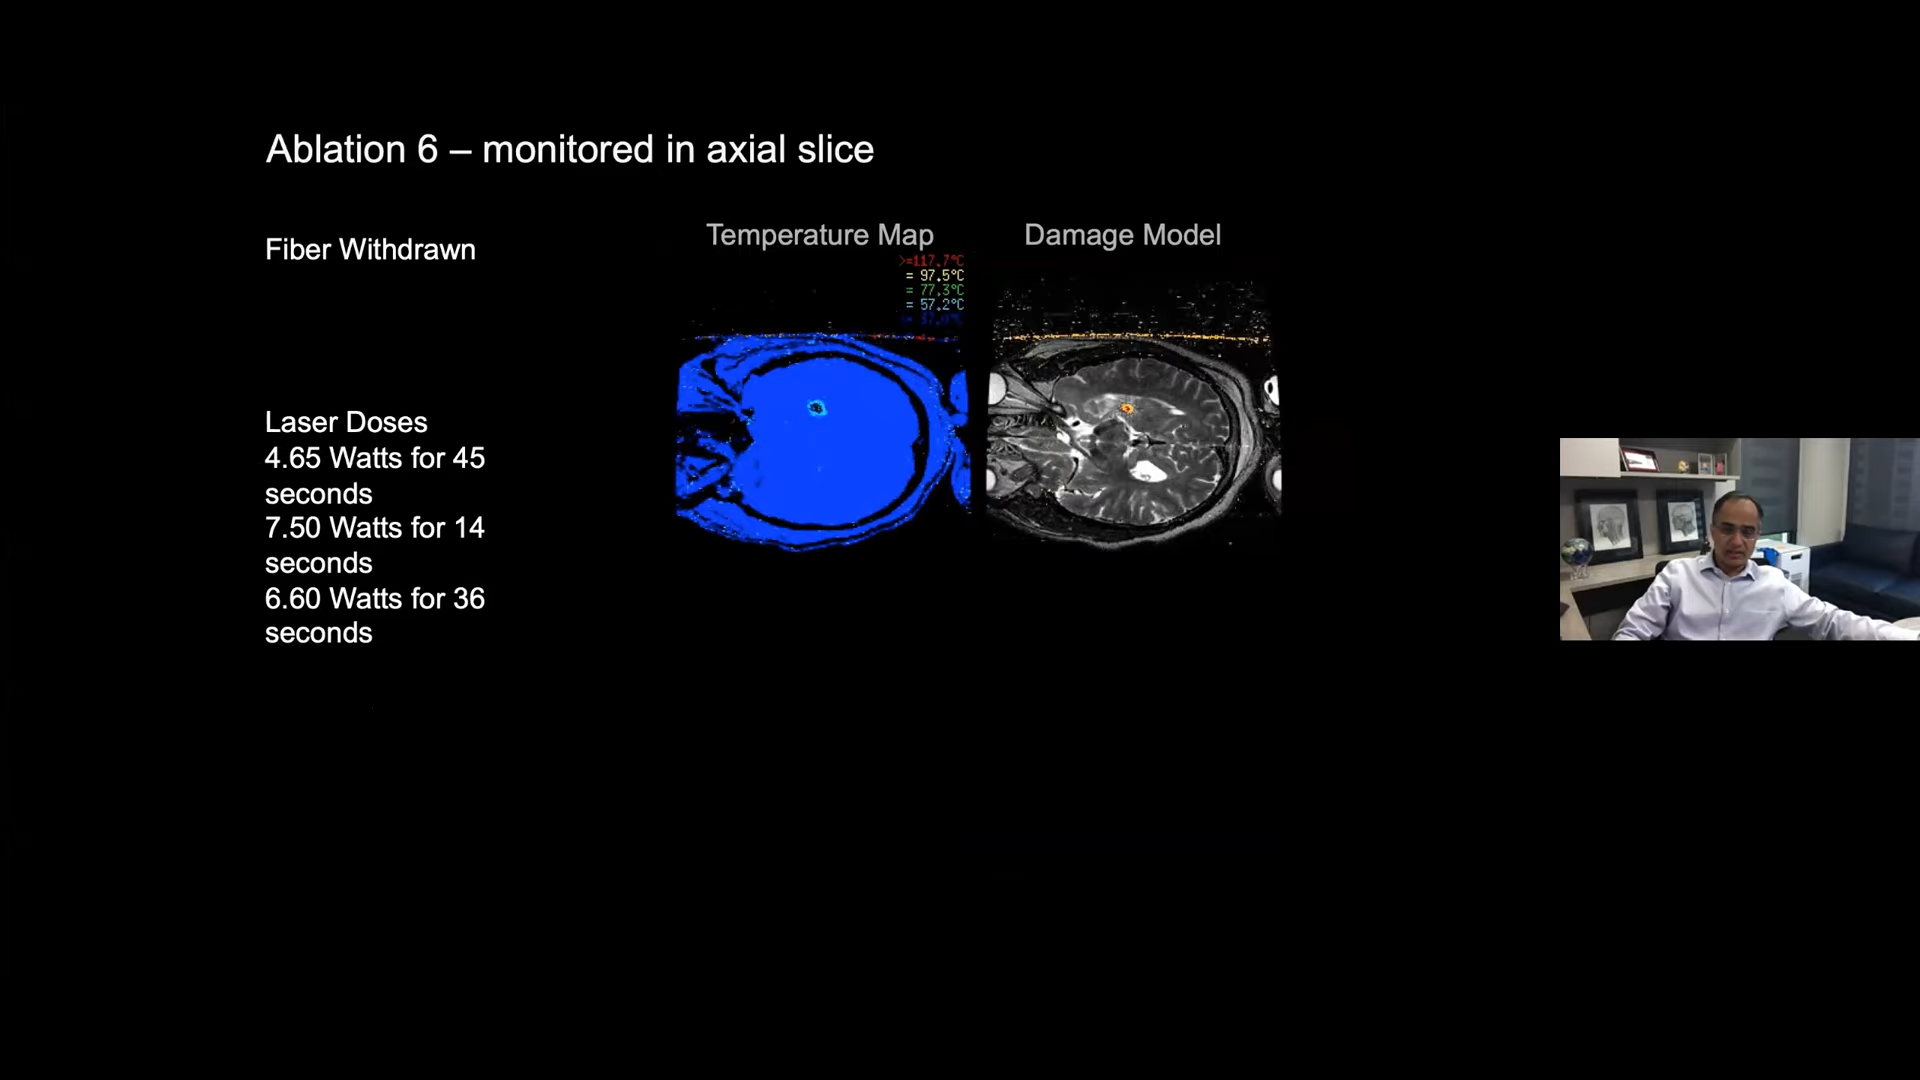 Ablation 6 – monitored in axial slice
Fiber Withdrawn
Temperature Map
Damage Model
>=117.7°C
= 97.5°C
= 77.3°C
= 57.2°C
Laser Doses
4.65 Watts for 45
seconds
7.50 Watts for 14
seconds
6.60 Watts for 36
seconds